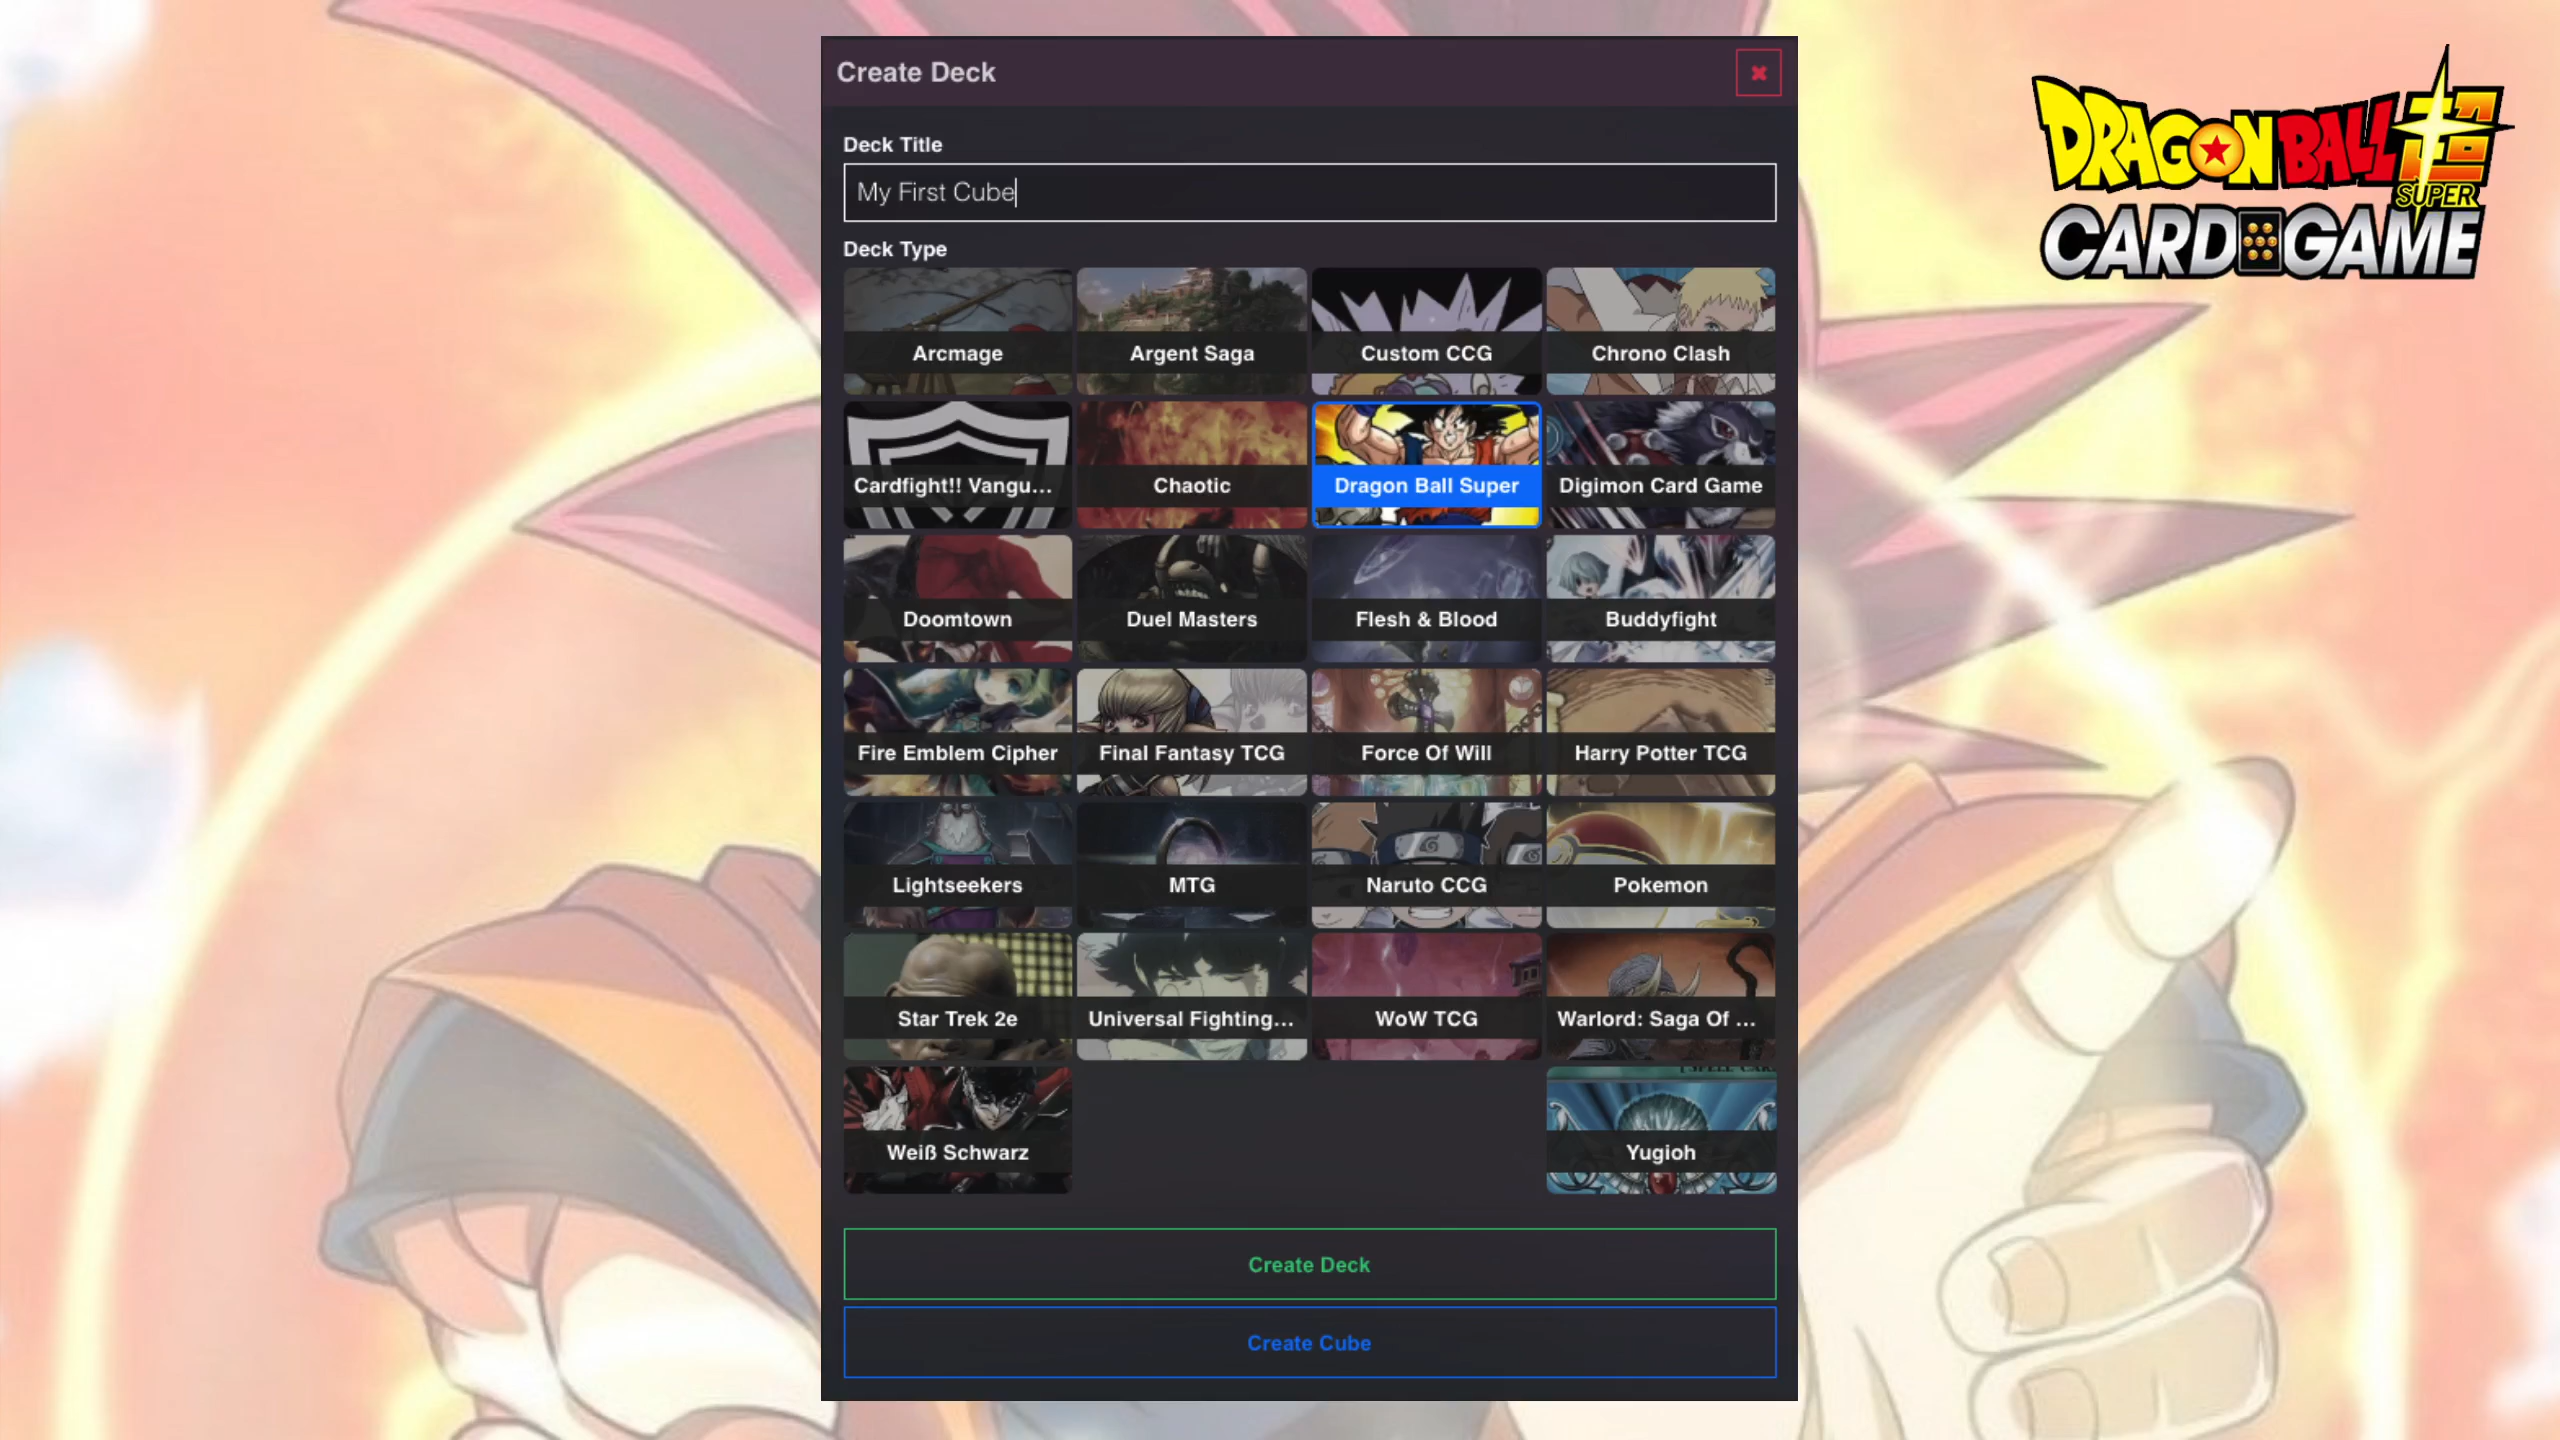 Create Deck
DRAGON BALL 超
SUPER
CARD GAME
Deck Title
My First Cube
Deck Type
Arcmage
Argent Saga
Custom CCG
Chrono Clash
Cardfight!! Vangu...
Chaotic
Dragon Ball Super
Digimon Card Game
Doomtown
Duel Masters
Flesh & Blood
Buddyfight
Fire Emblem Cipher
Final Fantasy TCG
Force Of Will
Harry Potter TCG
Lightseekers
MTG
Naruto CCG
Pokemon
Star Trek 2e
Universal Fighting...
WoW TCG
Warlord: Saga Of ...
Weiß Schwarz
Yugioh
Create Deck
Create Cube